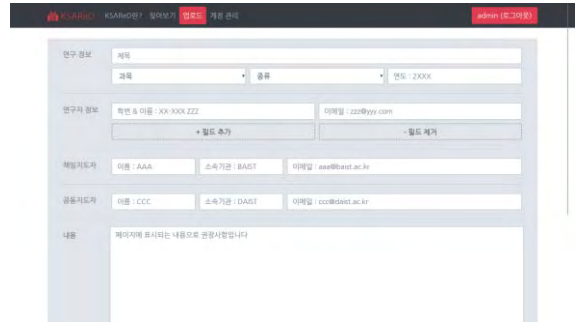 KSAReD KSAReD란? 찾아보기 업로드 계정 관리 admin (로그아웃)
연구 정보 제목
과목 종류 연도 : 2XXX
연구자 정보 학번 & 이름 : XX-XXX ZZZ 이메일 : zzz@yyy.com
+ 필드 추가 - 필드 제거
책임지도자 이름 : AAA 소속기관 : BAIST 이메일 : aaa@baist.ac.kr
공동지도자 이름 : CCC 소속기관 : DAIST 이메일 : ccc@daist.ac.kr
내용 페이지에 표시되는 내용으로 권장사항입니다